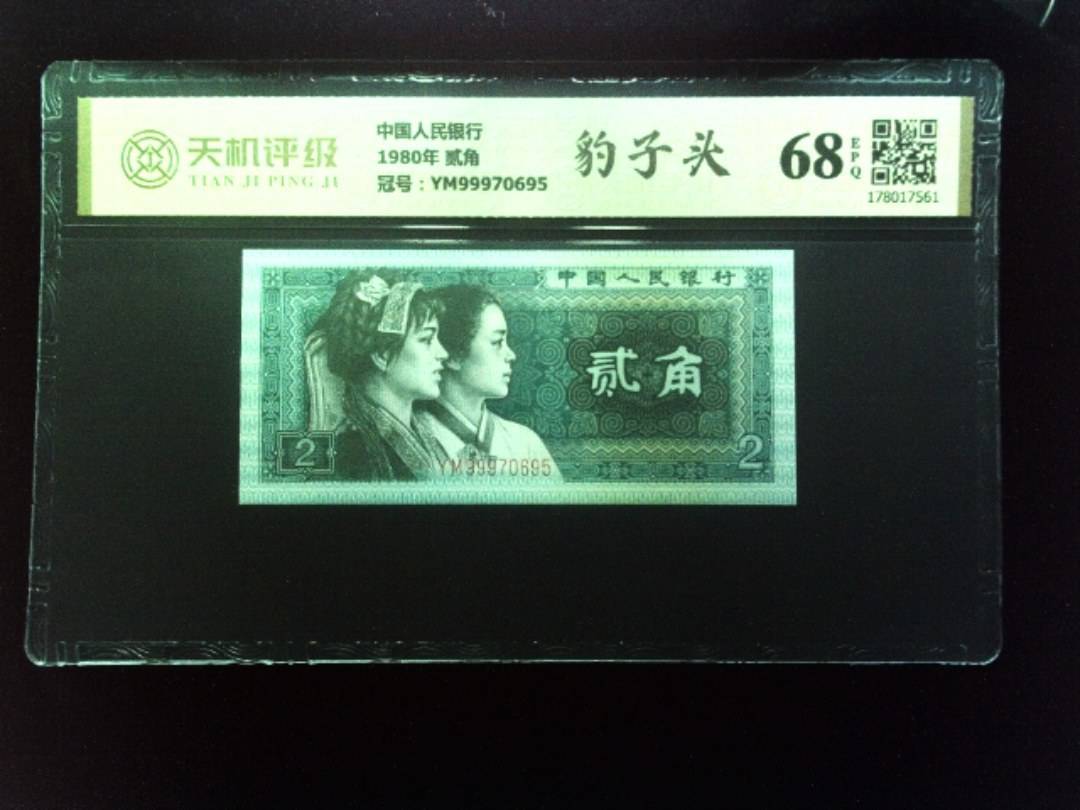 天机评级
TIAN JI PING JI
中国人民银行
1980年 贰角
冠号：YM99970695
豹子头
68
EPQ
178017561
中国人民银行
贰角
2
2
YM99970695